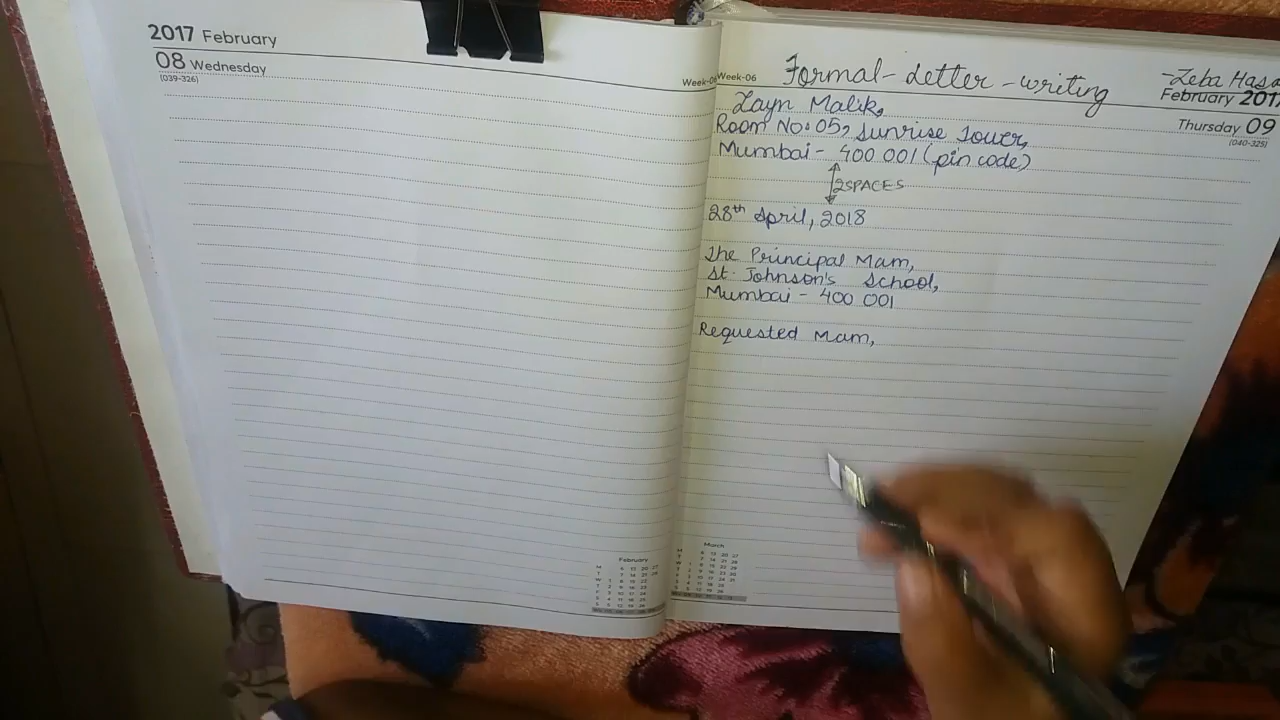 2017 February
08 Wednesday
(039-326)
Week-06
Week-06
Formal-Letter-writing
-Zeba Hasa
February 2017
Thursday 09
(040-325)
Zayn Malik,
Room No: 05, Sunrise Tower,
Mumbai - 400 001 (pin code)
2SPACES
28th April, 2018
The Principal Mam,
St. Johnson's School,
Mumbai - 400 001
Requested Mam,
February
March